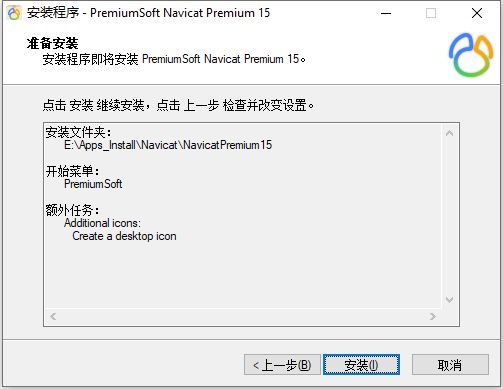 安装程序 - PremiumSoft Navicat Premium 15
准备安装
安装程序即将安装 PremiumSoft Navicat Premium 15。
点击 安装 继续安装，点击 上一步 检查并改变设置。
安装文件夹：
E:\Apps_Install\Navicat\NavicatPremium15
开始菜单：
PremiumSoft
额外任务：
Additional icons:
Create a desktop icon
< 上一步(B) 安装(I) 取消